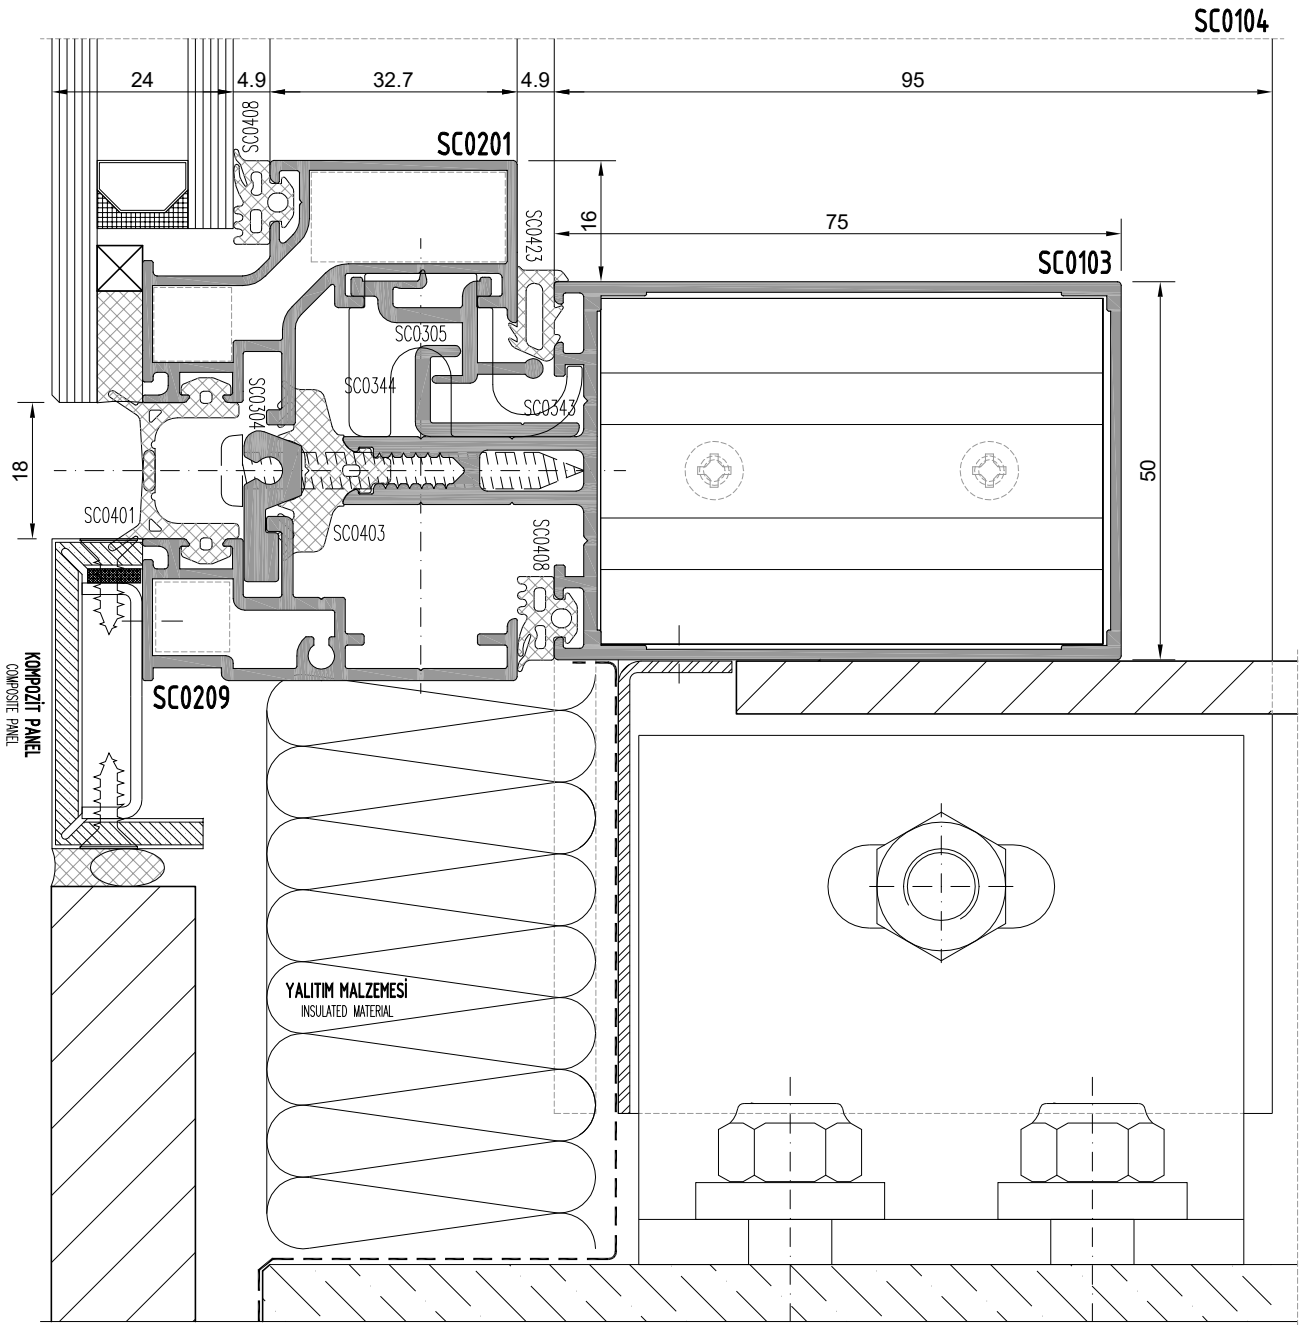 SC0104
24
4.9
32.7
4.9
95
SC0408
SC0201
16
75
SC0423
SC0103
SC0305
SC0344
SC0304
SC0343
18
50
SC0401
SC0403
SC0408
KOMPOZİT PANEL
COMPOSITE PANEL
SC0209
YALITIM MALZEMESİ
INSULATED MATERIAL